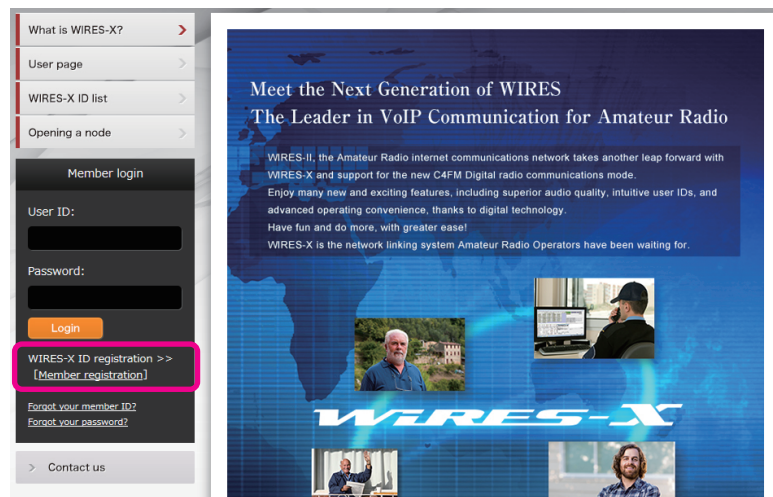 What is WIRES-X?
User page
WIRES-X ID list
Opening a node
Member login
User ID:
Password:
Login
WIRES-X ID registration >>
[Member registration]
Forgot your member ID?
Forgot your password?
Contact us
Meet the Next Generation of WIRES
The Leader in VoIP Communication for Amateur Radio
WIRES-II, the Amateur Radio internet communications network takes another leap forward with
WIRES-X and support for the new C4FM Digital radio communications mode.
Enjoy many new and exciting features, including superior audio quality, intuitive user IDs, and
advanced operating convenience, thanks to digital technology.
Have fun and do more, with greater ease!
WIRES-X is the network linking system Amateur Radio Operators have been waiting for.
WiRES-X